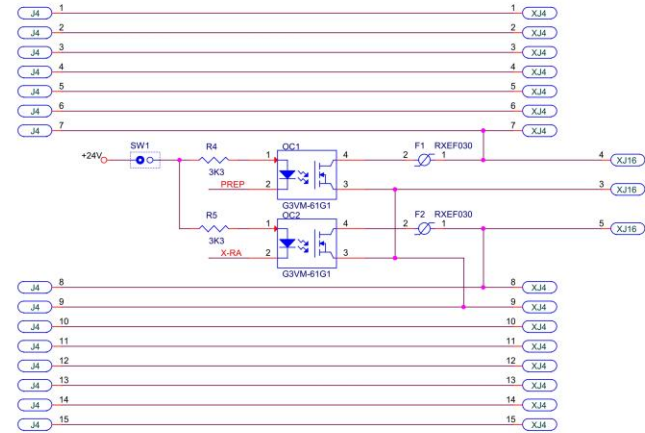 J4 1 1 XJ4
J4 2 2 XJ4
J4 3 3 XJ4
J4 4 4 XJ4
J4 5 5 XJ4
J4 6 6 XJ4
J4 7 7 XJ4
SW1 R4 OC1 F1 RXEF030
+24V 1 4 2 1 4 XJ16
3K3
PREP 2 3 3 XJ16
G3VM-61G1
R5 OC2 F2 RXEF030
1 4 2 1 5 XJ16
3K3
X-RA 2 3
G3VM-61G1
J4 8 8 XJ4
J4 9 9 XJ4
J4 10 10 XJ4
J4 11 11 XJ4
J4 12 12 XJ4
J4 13 13 XJ4
J4 14 14 XJ4
J4 15 15 XJ4